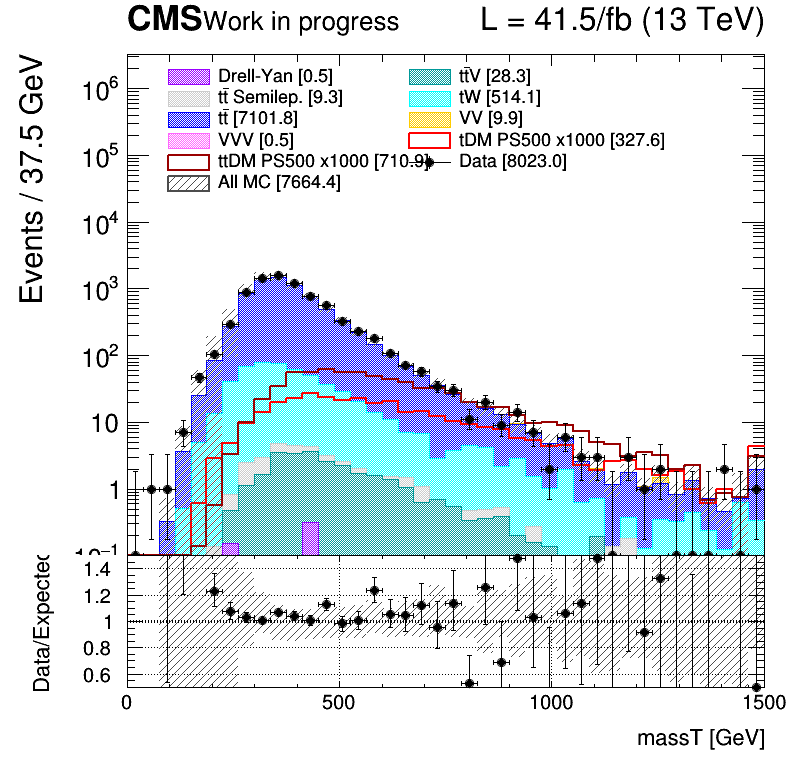 CMS Work in progress L = 41.5/fb (13 TeV)
Events / 37.5 GeV
Drell-Yan [0.5] tt̄V [28.3]
tt̄ Semilep. [9.3] tW [514.1]
tt̄ [7101.8] VV [9.9]
VVV [0.5] tDM PS500 x1000 [327.6]
ttDM PS500 x1000 [710.9] Data [8023.0]
All MC [7664.4]
10⁶
10⁵
10⁴
10³
10²
10
1
10⁻¹
Data/Expected
1.4
1.2
1
0.8
0.6
0 500 1000 1500
massT [GeV]